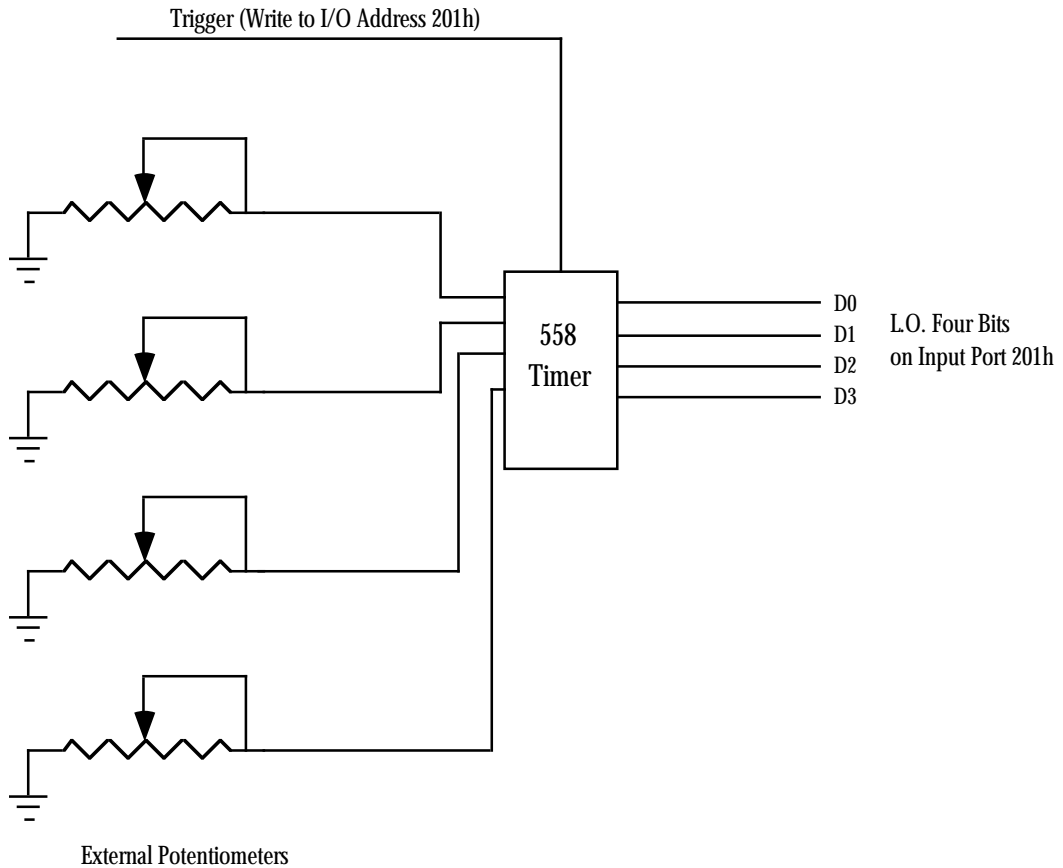 Trigger (Write to I/O Address 201h)
558
Timer
D0
D1
D2
D3
L.O. Four Bits
on Input Port 201h
External Potentiometers